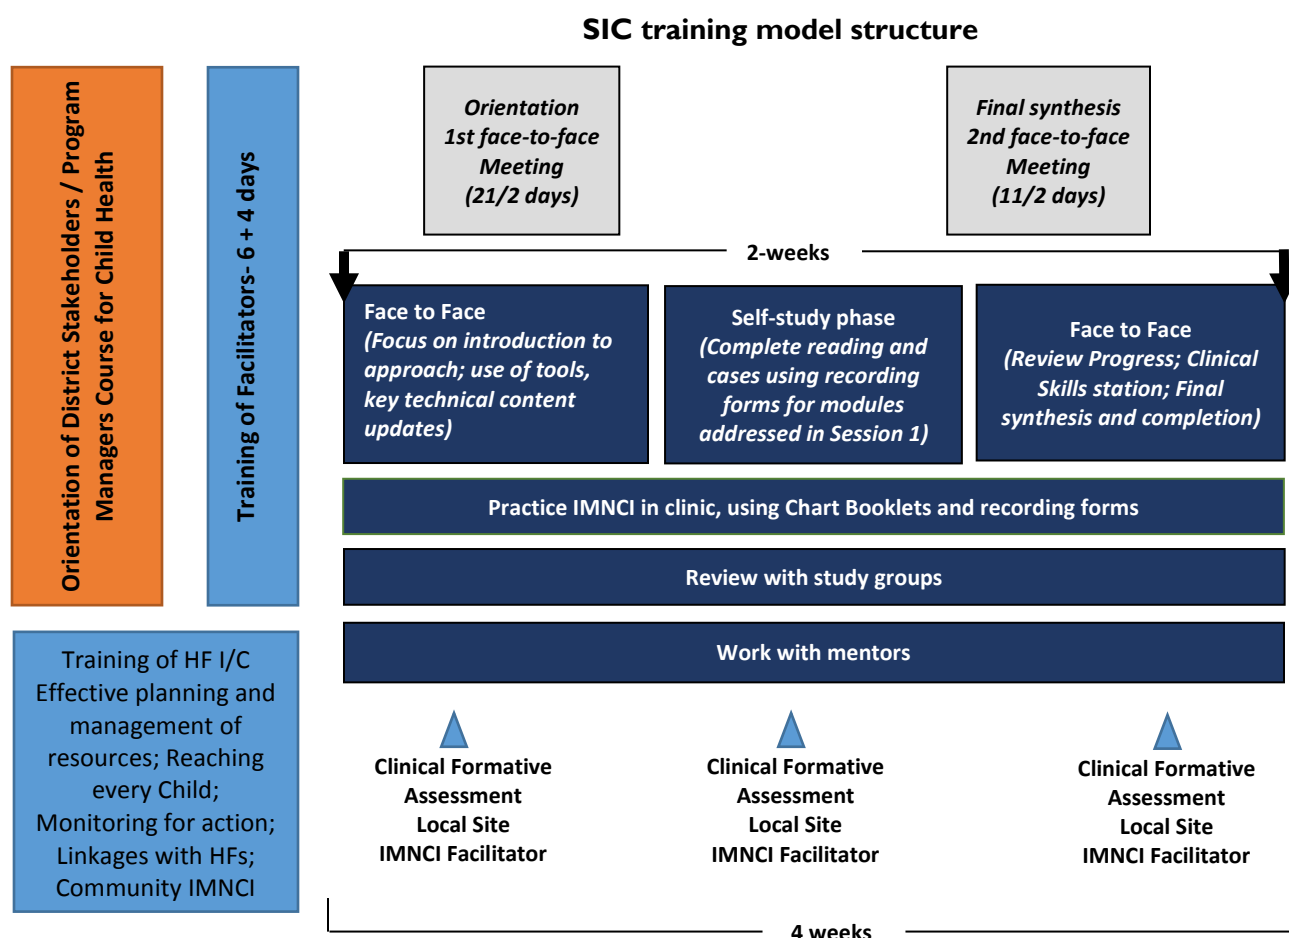 SIC training model structure
Orientation of District Stakeholders / Program
Managers Course for Child Health
Training of Facilitators- 6 + 4 days
Orientation
1st face-to-face
Meeting
(21/2 days)
Final synthesis
2nd face-to-face
Meeting
(11/2 days)
2-weeks
Face to Face
(Focus on introduction to
approach; use of tools,
key technical content
updates)
Self-study phase
(Complete reading and
cases using recording
forms for modules
addressed in Session 1)
Face to Face
(Review Progress; Clinical
Skills station; Final
synthesis and completion)
Practice IMNCI in clinic, using Chart Booklets and recording forms
Review with study groups
Work with mentors
Training of HF I/C
Effective planning and
management of
resources; Reaching
every Child;
Monitoring for action;
Linkages with HFs;
Community IMNCI
Clinical Formative
Assessment
Local Site
IMNCI Facilitator
Clinical Formative
Assessment
Local Site
IMNCI Facilitator
Clinical Formative
Assessment
Local Site
IMNCI Facilitator
4 weeks